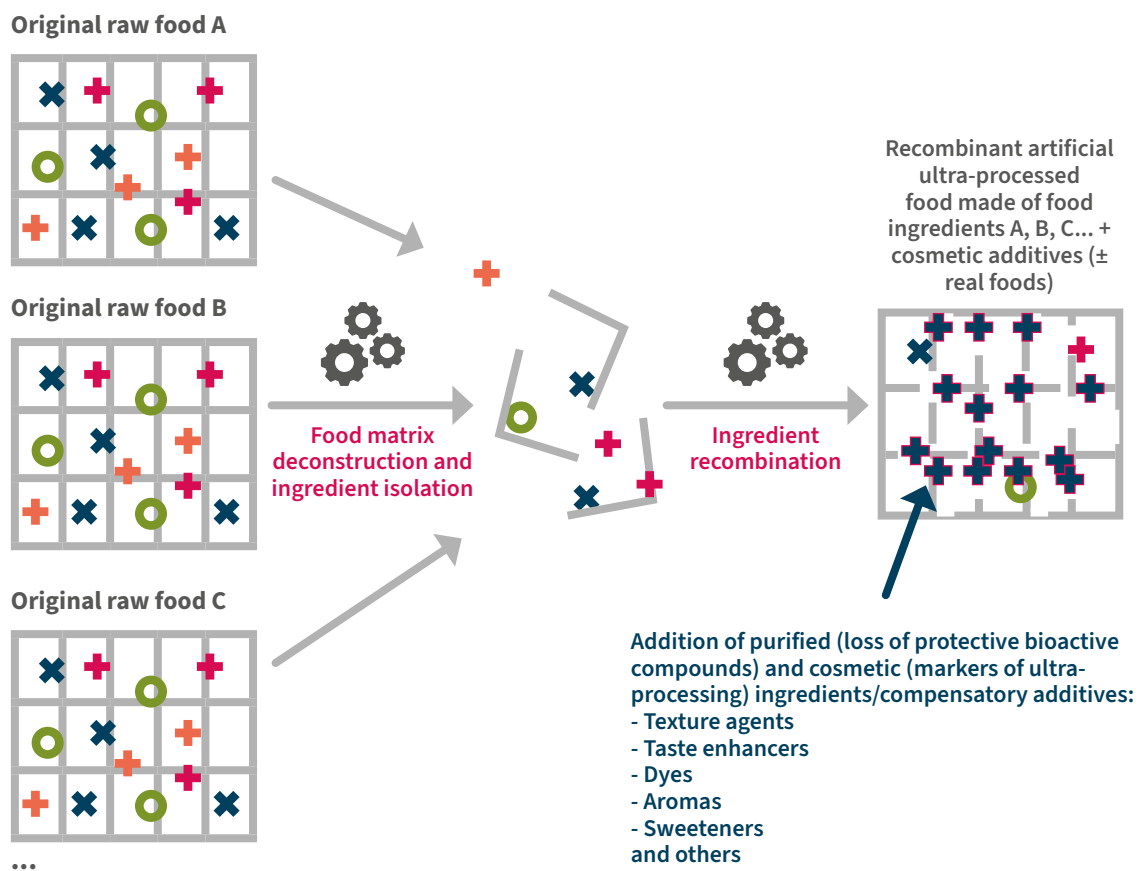 Original raw food A
Original raw food B
Original raw food C
...
Food matrix
deconstruction and
ingredient isolation
Ingredient
recombination
Recombinant artificial
ultra-processed
food made of food
ingredients A, B, C... +
cosmetic additives (±
real foods)
Addition of purified (loss of protective bioactive
compounds) and cosmetic (markers of ultra-
processing) ingredients/compensatory additives:
- Texture agents
- Taste enhancers
- Dyes
- Aromas
- Sweeteners
and others